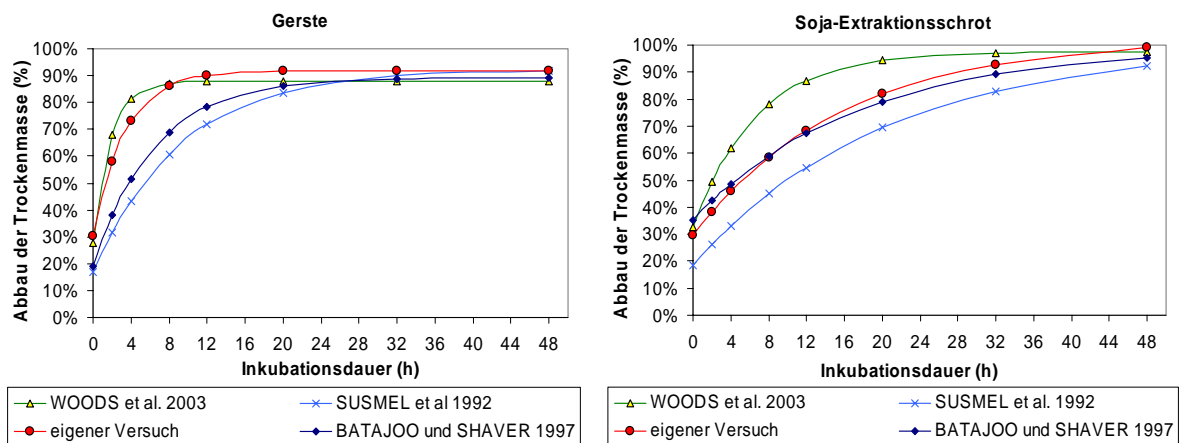 Gerste
Abbau der Trockenmasse (%)
100%
90%
80%
70%
60%
50%
40%
30%
20%
10%
0%
0 4 8 12 16 20 24 28 32 36 40 44 48
Inkubationsdauer (h)
WOODS et al. 2003
SUSMEL et al 1992
eigener Versuch
BATAJOO und SHAVER 1997
Soja-Extraktionsschrot
Abbau der Trockenmasse (%)
100%
90%
80%
70%
60%
50%
40%
30%
20%
10%
0%
0 4 8 12 16 20 24 28 32 36 40 44 48
Inkubationsdauer (h)
WOODS et al. 2003
SUSMEL et al. 1992
eigener Versuch
BATAJOO und SHAVER 1997